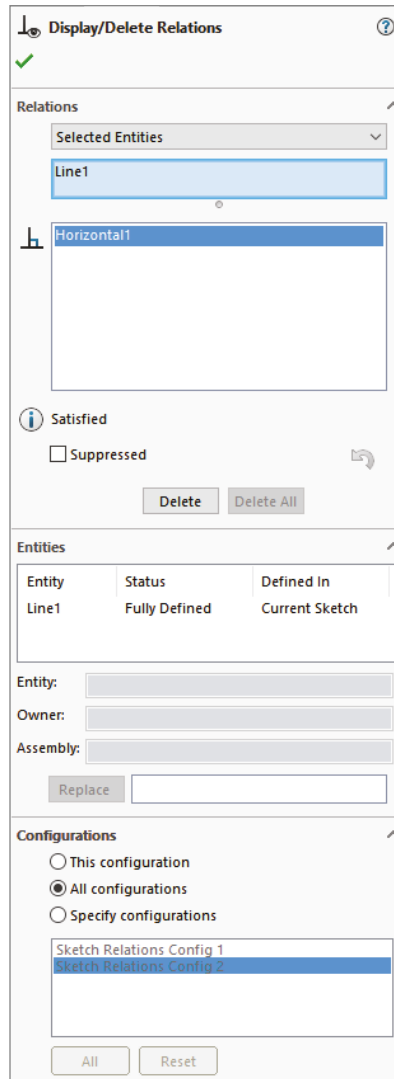 Display/Delete Relations
Relations
Selected Entities
Line1
Horizontal1
Satisfied
Suppressed
Delete Delete All
Entities
Entity Status Defined In
Line1 Fully Defined Current Sketch
Entity:
Owner:
Assembly:
Replace
Configurations
This configuration
All configurations
Specify configurations
Sketch Relations Config 1
Sketch Relations Config 2
All Reset